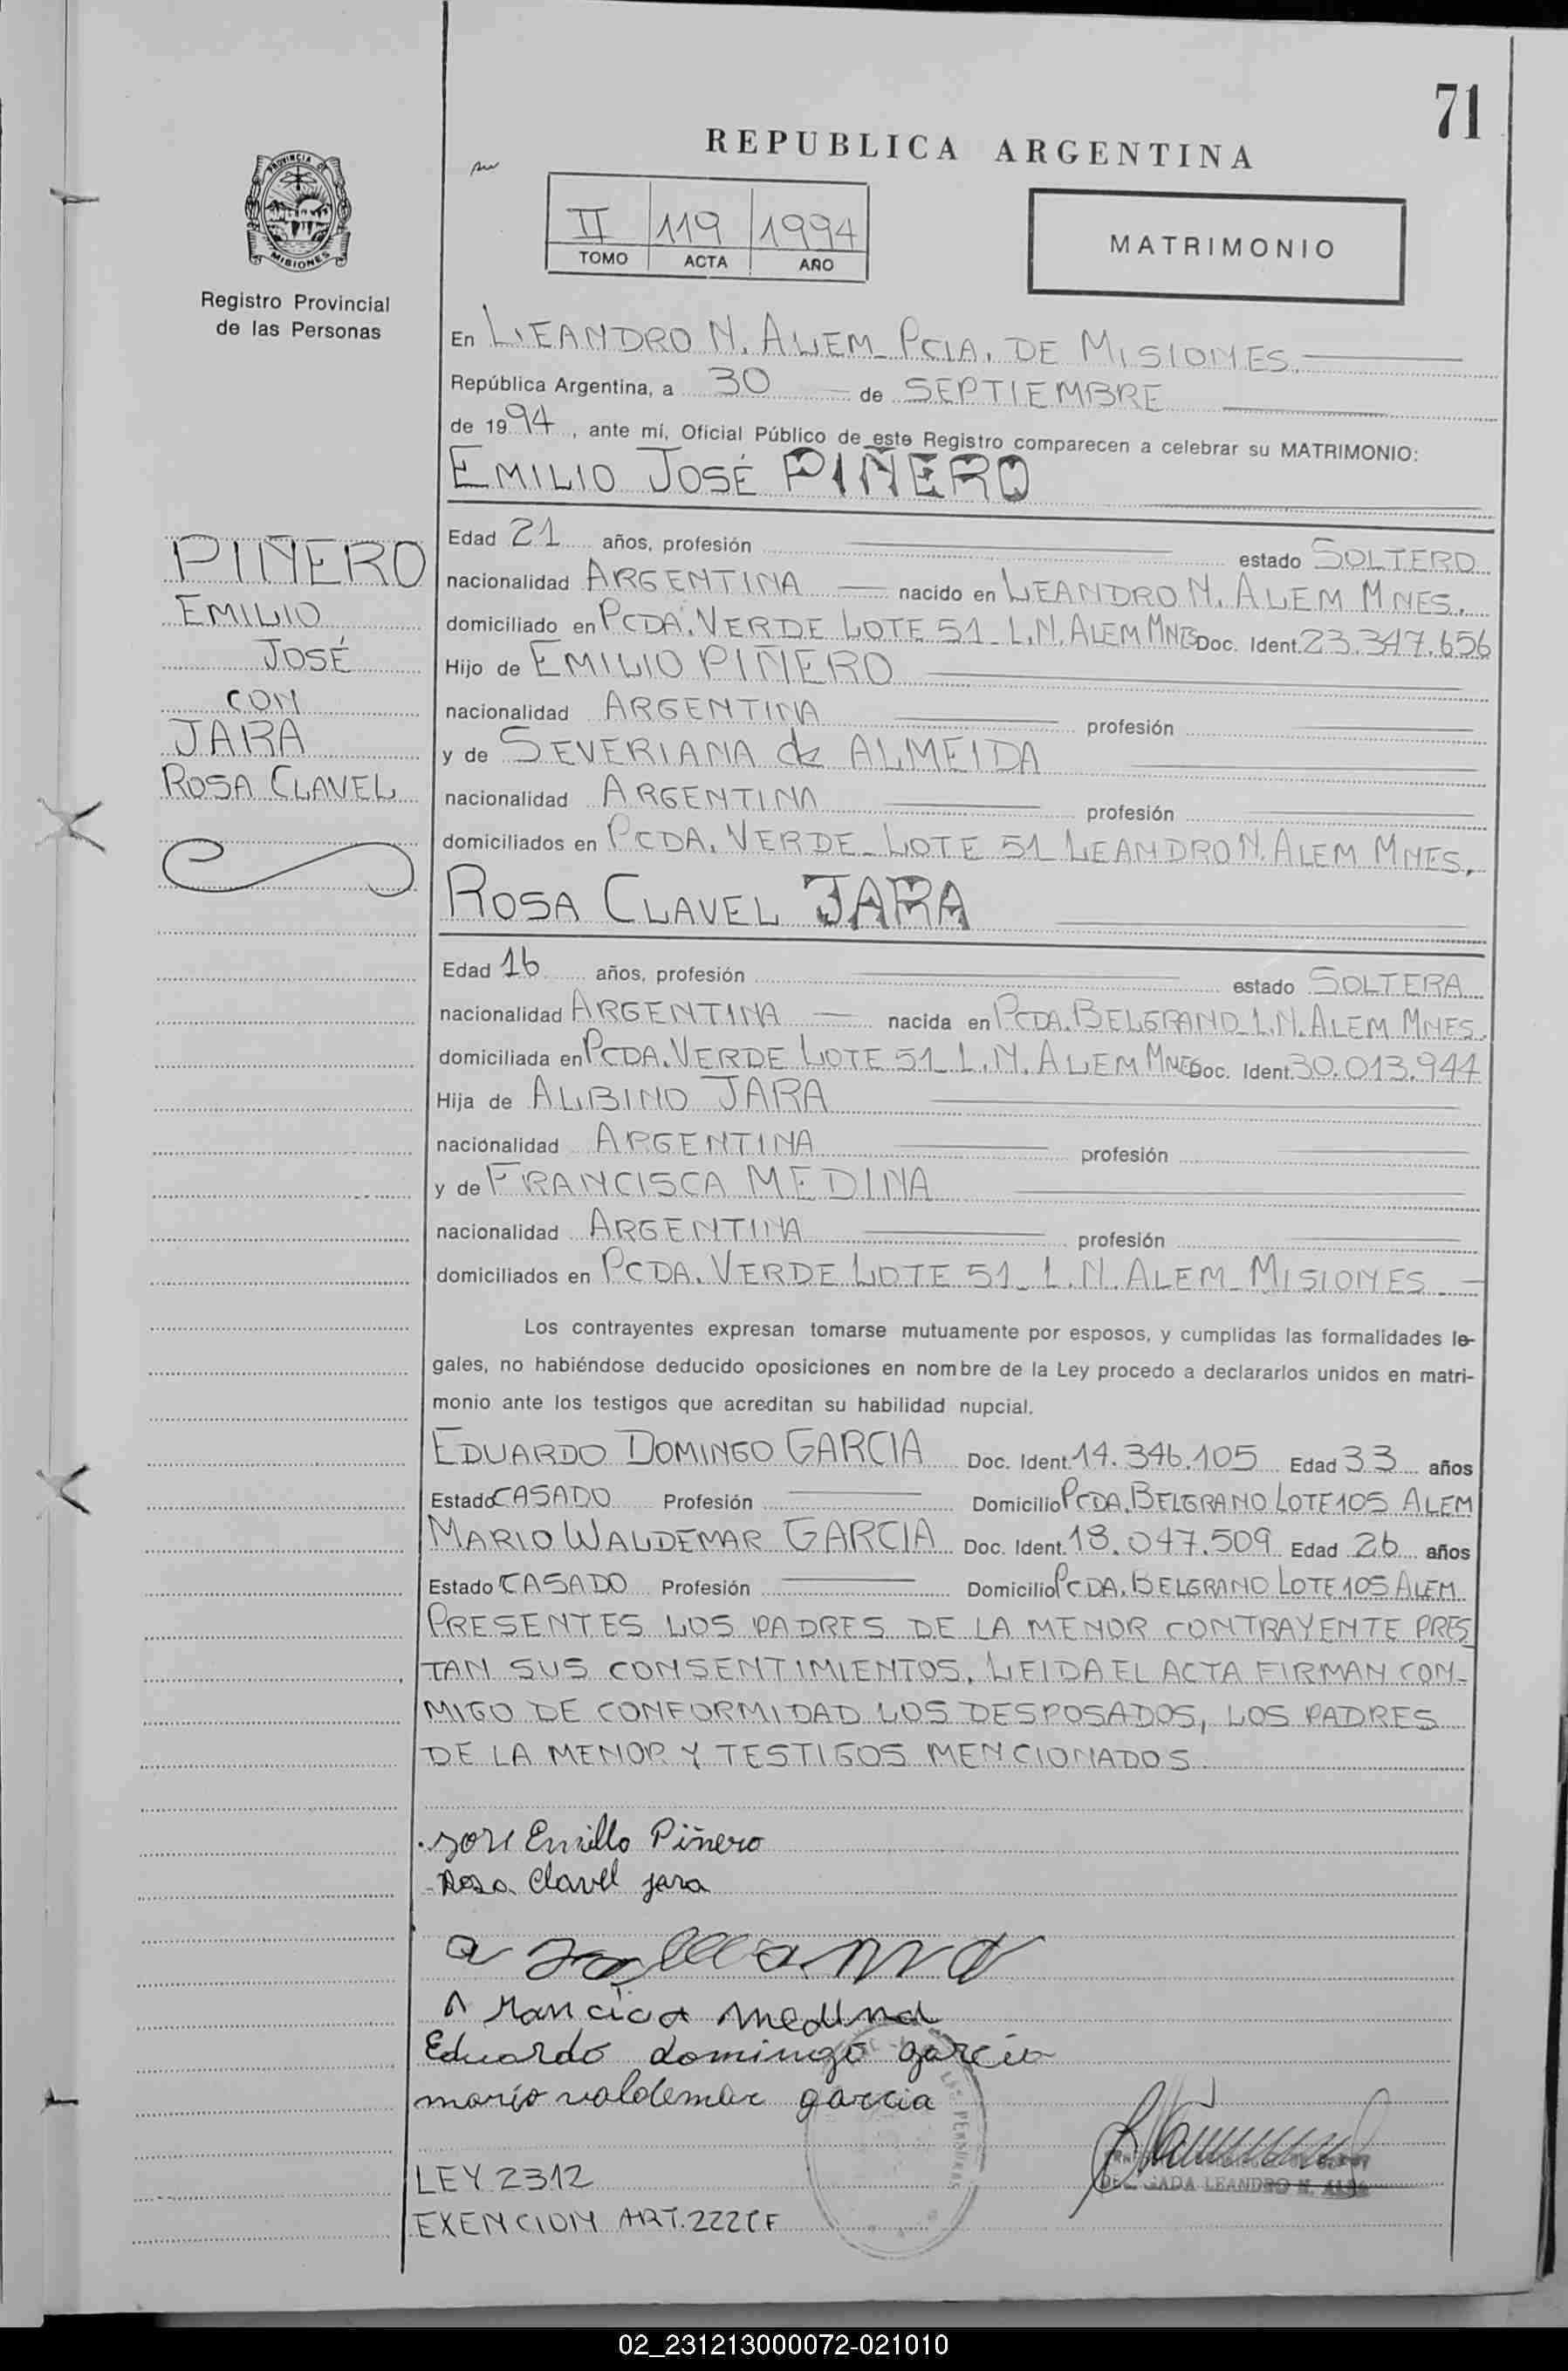 71
REPUBLICA ARGENTINA
PROVINCIA DE
MISIONES
II 119 1994
TOMO ACTA AÑO
MATRIMONIO
Registro Provincial
de las Personas
En LEANDRO N. ALEM - PCIA. DE MISIONES.
República Argentina, a 30 de SEPTIEMBRE
de 1994, ante mí, Oficial Público de este Registro comparecen a celebrar su MATRIMONIO:
EMILIO JOSÉ PIÑERO
PIÑERO
EMILIO
JOSÉ
CON
JARA
ROSA CLAVEL
Edad 21 años, profesión estado SOLTERO
nacionalidad ARGENTINA nacido en LEANDRO N. ALEM MNES.
domiciliado en PCDA. VERDE LOTE 51 - L.N. ALEM MNES Doc. Ident. 23.347.656
Hijo de EMILIO PIÑERO
nacionalidad ARGENTINA profesión
y de SEVERIANA de ALMEIDA
nacionalidad ARGENTINA profesión
domiciliados en PCDA. VERDE - LOTE 51 LEANDRO N. ALEM MNES.
ROSA CLAVEL JARA
Edad 16 años, profesión estado SOLTERA
nacionalidad ARGENTINA nacida en PCDA. BELGRANO - L.N. ALEM MNES.
domiciliada en PCDA. VERDE LOTE 51 - L.N. ALEM MNES Doc. Ident. 30.013.944
Hija de ALBINO JARA
nacionalidad ARGENTINA profesión
y de FRANCISCA MEDINA
nacionalidad ARGENTINA profesión
domiciliados en PCDA. VERDE LOTE 51 - L.N. ALEM - MISIONES
Los contrayentes expresan tomarse mutuamente por esposos, y cumplidas las formalidades le-
gales, no habiéndose deducido oposiciones en nombre de la Ley procedo a declararlos unidos en matri-
monio ante los testigos que acreditan su habilidad nupcial.
EDUARDO DOMINGO GARCIA Doc. Ident. 14.346.105 Edad 33 años
Estado CASADO Profesión Domicilio PCDA. BELGRANO LOTE 105 ALEM
MARIO WALDEMAR GARCIA Doc. Ident. 18.047.509 Edad 26 años
Estado CASADO Profesión Domicilio PCDA. BELGRANO LOTE 105 ALEM
PRESENTES LOS PADRES DE LA MENOR CONTRAYENTE PRES
TAN SUS CONSENTIMIENTOS. LEIDA EL ACTA FIRMAN CON-
MIGO DE CONFORMIDAD LOS DESPOSADOS, LOS PADRES
DE LA MENOR Y TESTIGOS MENCIONADOS.
Emilio Piñero
Rosa Clavel jara
medina
Eduardo domingo garcia
mario valdemar garcia
LEANDRO N. ALEM
LEY 2312
EXENCION ART. 222CF
02_231213000072-021010